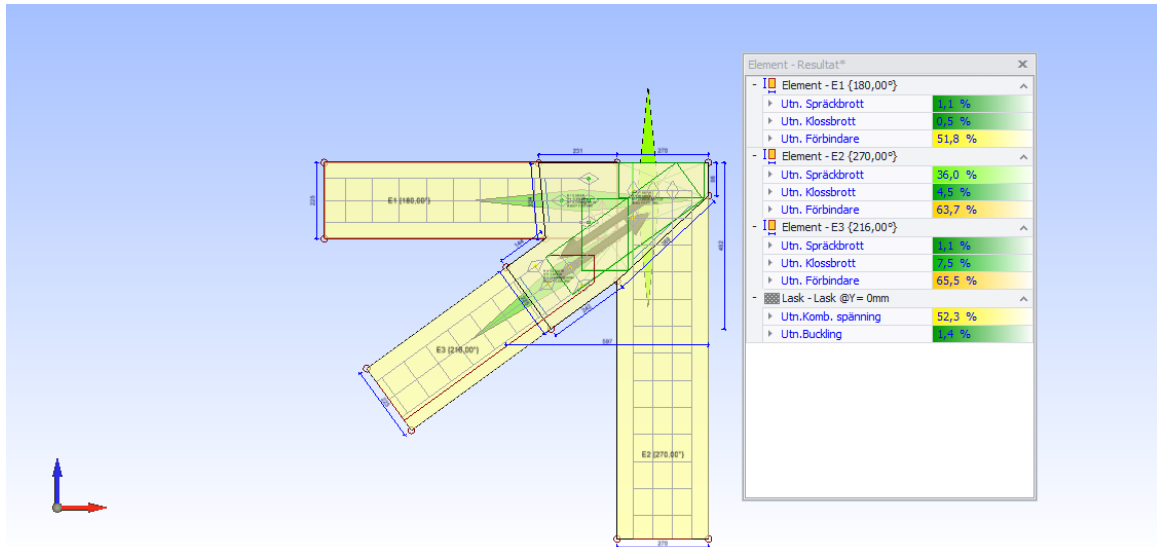 Element - Resultat*
Element - E1 {180,00°}
Utn. Spräckbrott 1,1 %
Utn. Klossbrott 0,5 %
Utn. Förbindare 51,8 %
Element - E2 {270,00°}
Utn. Spräckbrott 36,0 %
Utn. Klossbrott 4,5 %
Utn. Förbindare 63,7 %
Element - E3 {216,00°}
Utn. Spräckbrott 1,1 %
Utn. Klossbrott 7,5 %
Utn. Förbindare 65,5 %
Lask - Lask @Y= 0mm
Utn.Komb. spänning 52,3 %
Utn.Buckling 1,4 %
231 270
225
E1 {180,00°}
452
597
E3 {216,00°}
E2 {270,00°}
270